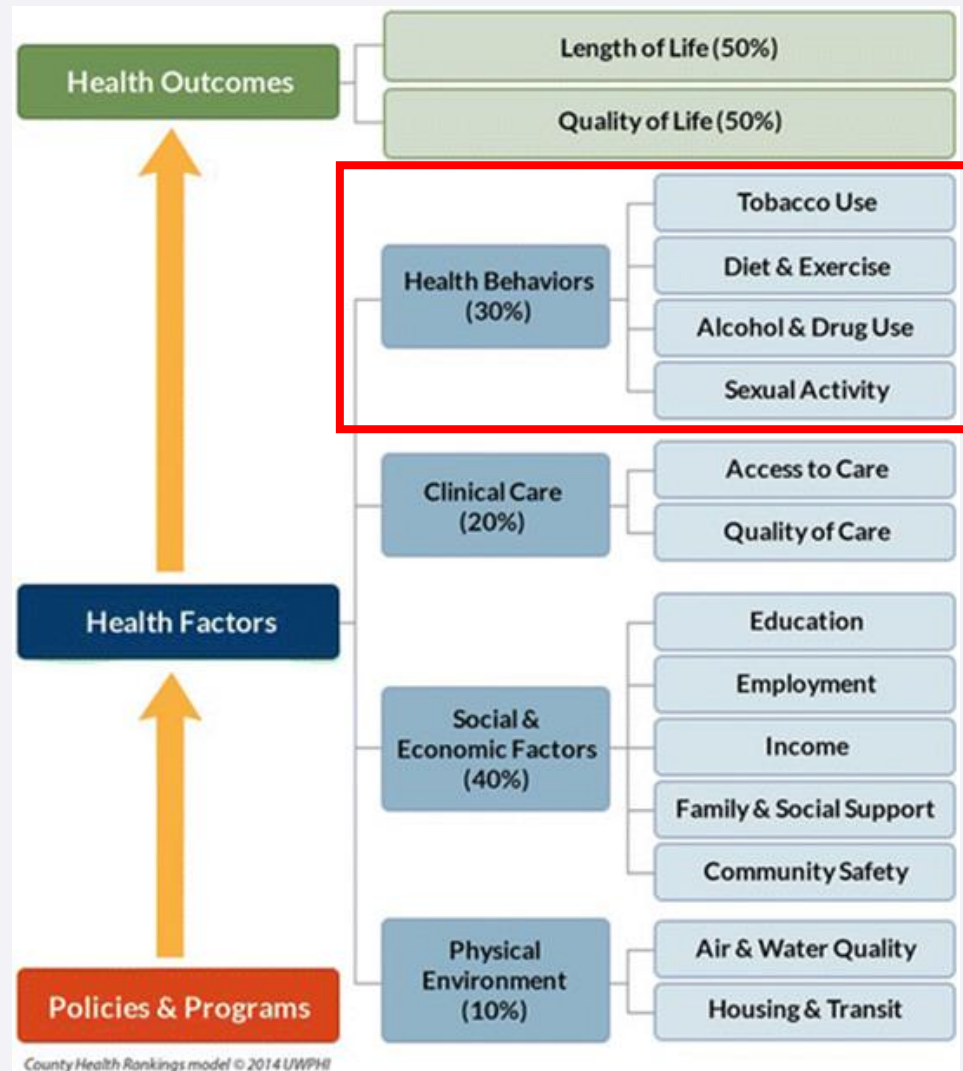 Health Outcomes
Length of Life (50%)
Quality of Life (50%)
Health Behaviors
(30%)
Tobacco Use
Diet & Exercise
Alcohol & Drug Use
Sexual Activity
Clinical Care
(20%)
Access to Care
Quality of Care
Health Factors
Social &
Economic Factors
(40%)
Education
Employment
Income
Family & Social Support
Community Safety
Physical
Environment
(10%)
Air & Water Quality
Housing & Transit
Policies & Programs
County Health Rankings model © 2014 UWPHI